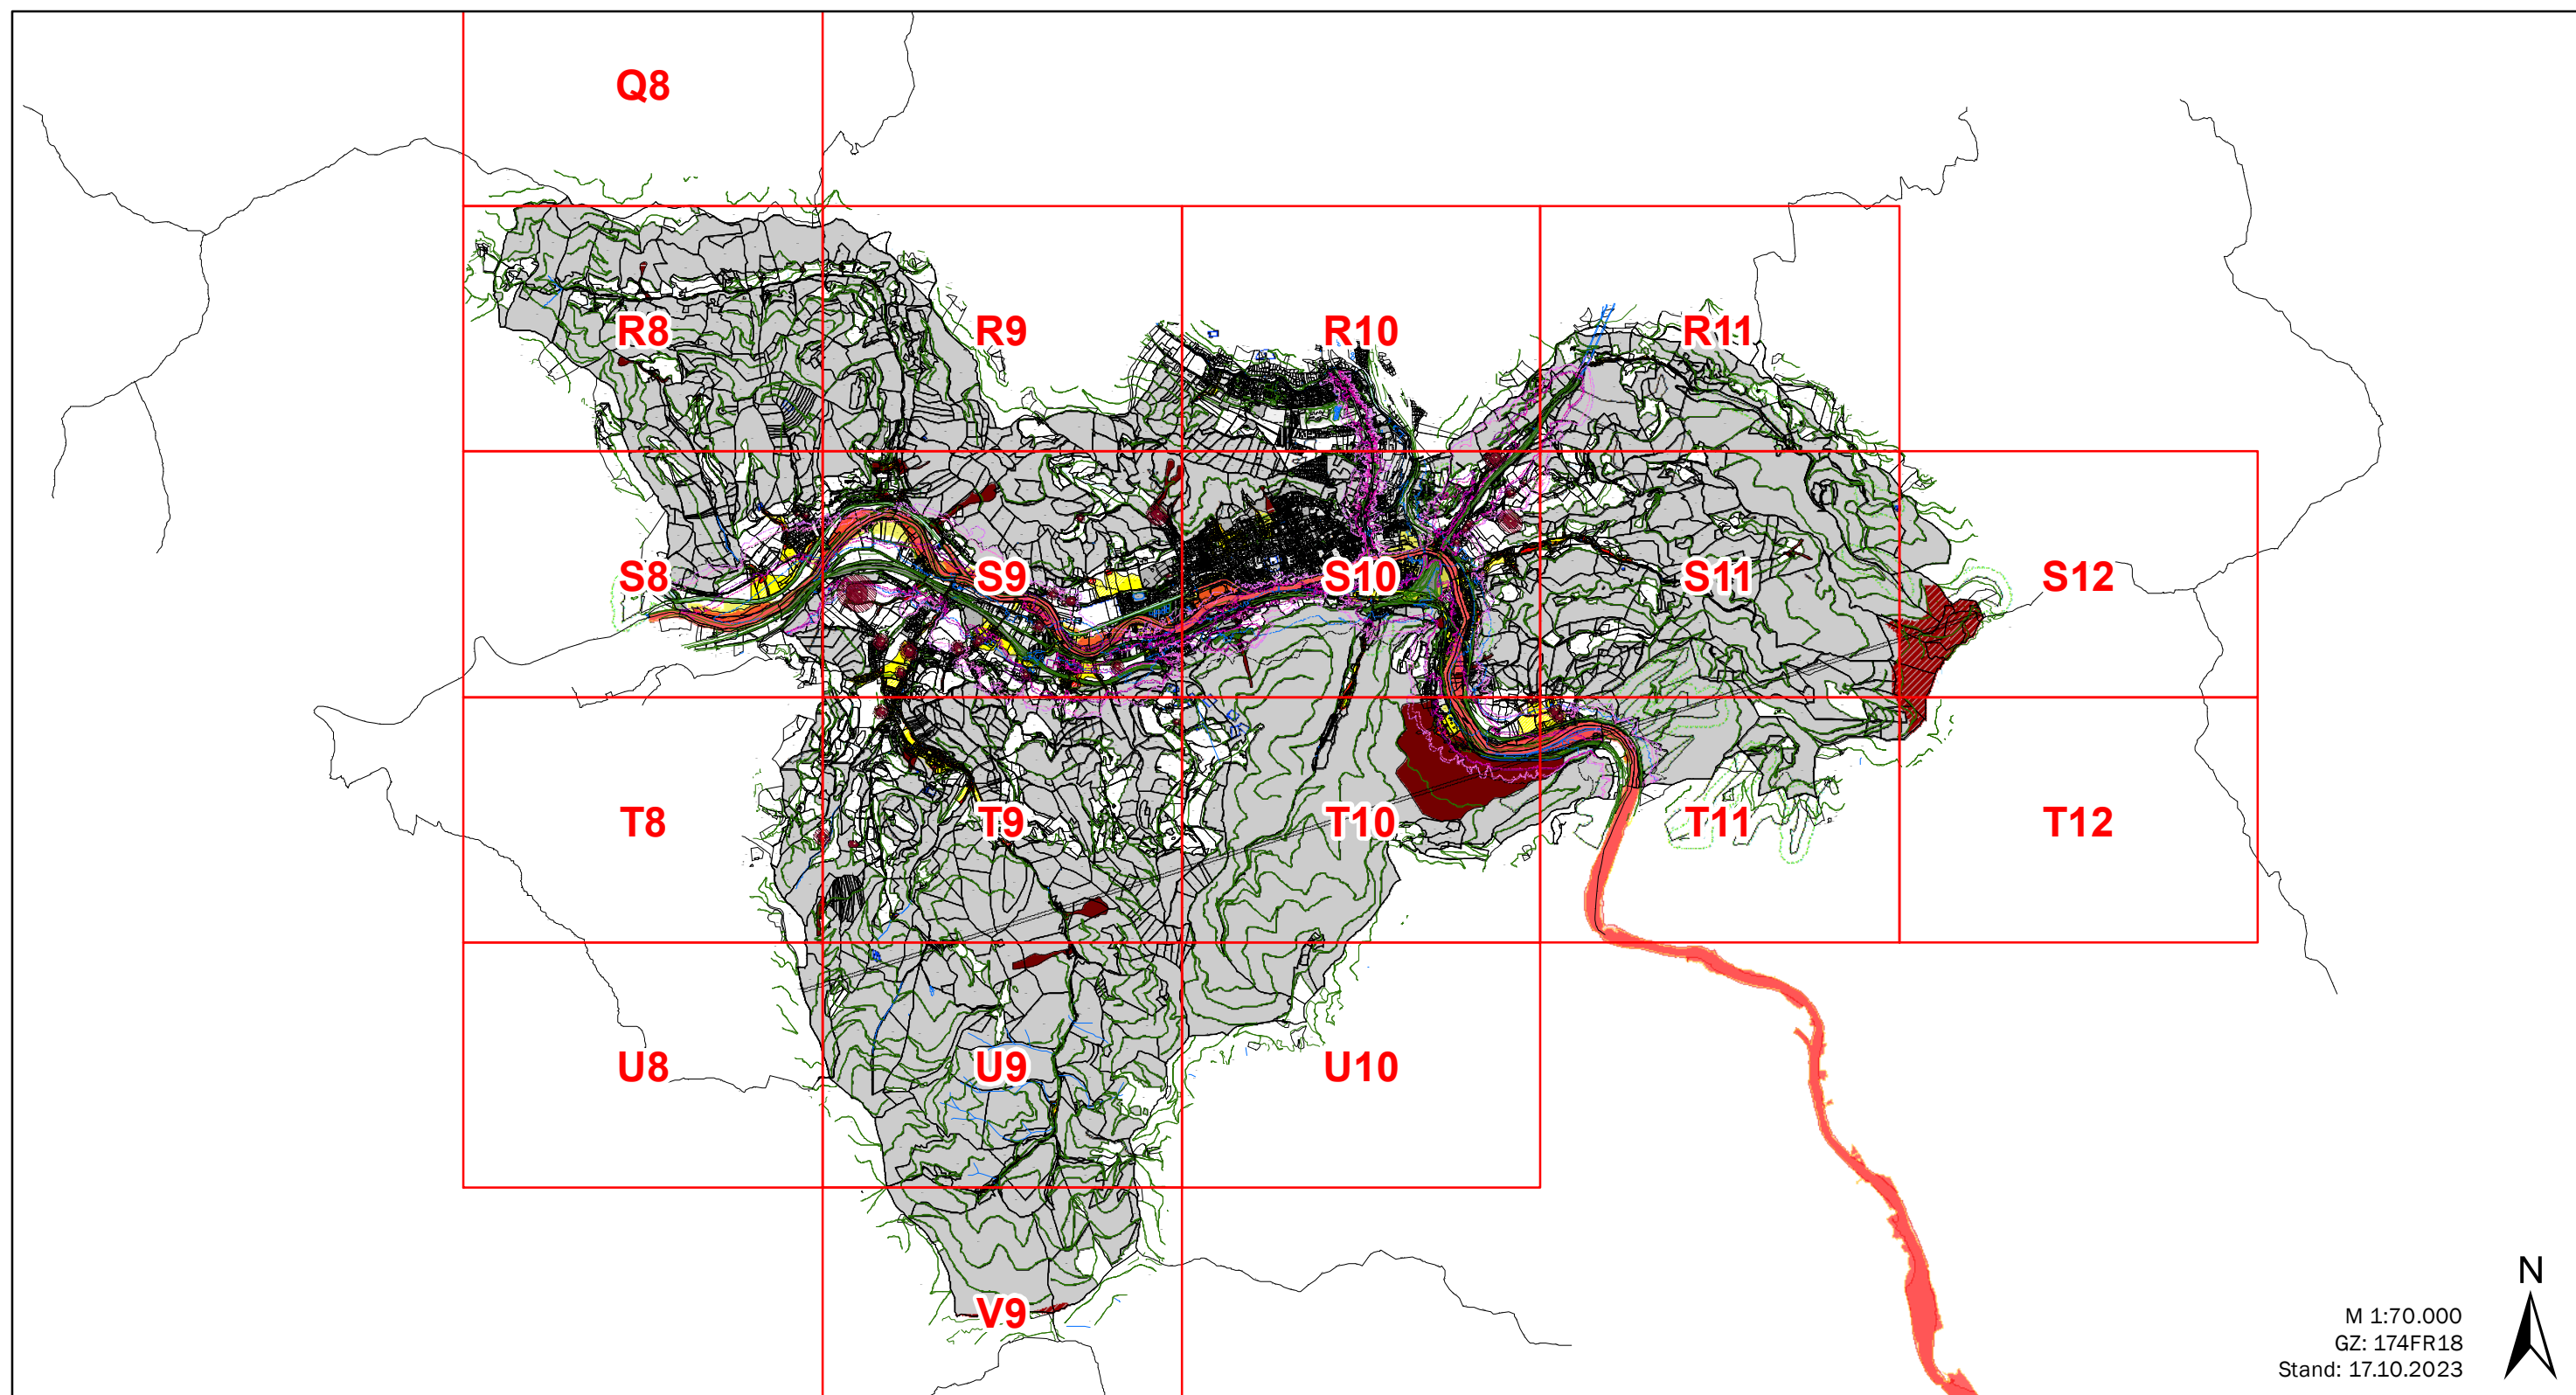 Q8
R8
R9
R10
R11
S8
S9
S10
S11
S12
T8
T9
T10
T11
T12
U8
U9
U10
V9
N
M 1:70.000
GZ: 174FR18
Stand: 17.10.2023